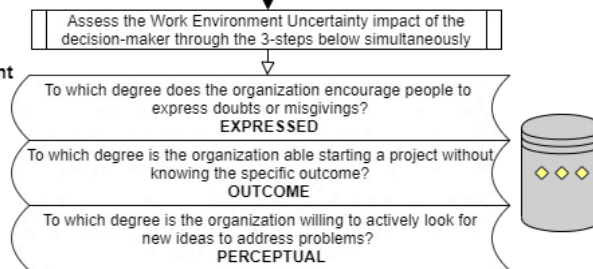 Assess the Work Environment Uncertainty impact of the
decision-maker through the 3-steps below simultaneously
nt
To which degree does the organization encourage people to
express doubts or misgivings?
EXPRESSED
To which degree is the organization able starting a project without
knowing the specific outcome?
OUTCOME
To which degree is the organization willing to actively look for
new ideas to address problems?
PERCEPTUAL